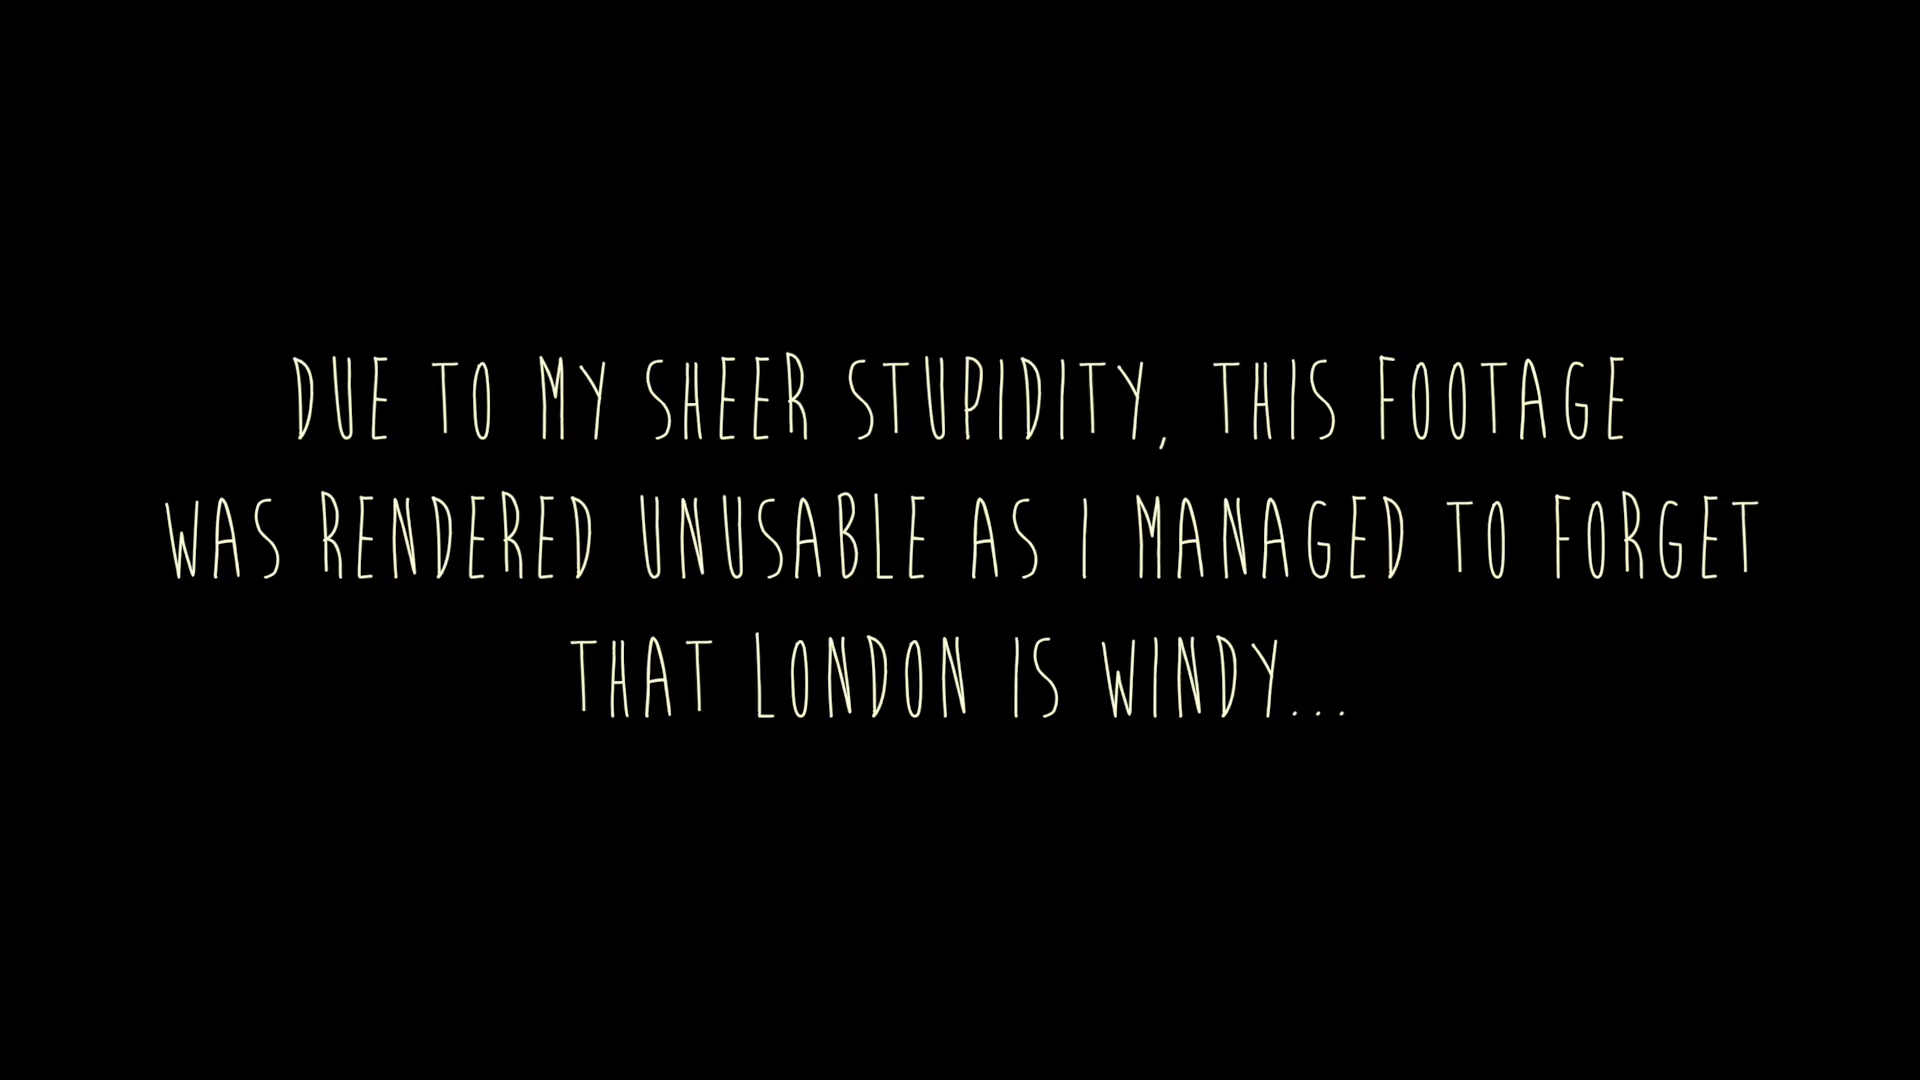 DUE TO MY SHEER STUPIDITY, THIS FOOTAGE
WAS RENDERED UNUSABLE AS I MANAGED TO FORGET
THAT LONDON IS WINDY...